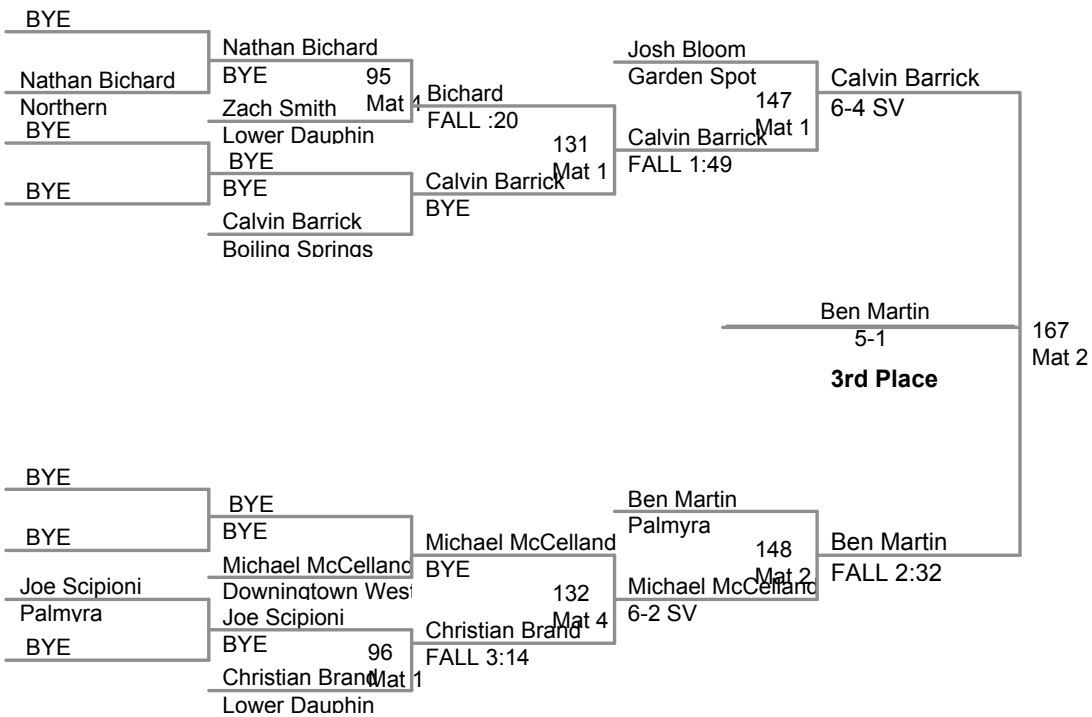 BYE
Nathan Bichard
Northern
BYE
BYE
Nathan Bichard
BYE
95
Mat 4
Zach Smith
Lower Dauphin
BYE
BYE
Calvin Barrick
Boiling Springs
Bichard
FALL :20
131
Mat 1
Calvin Barrick
BYE
Josh Bloom
Garden Spot
147
Mat 1
Calvin Barrick
FALL 1:49
Calvin Barrick
6-4 SV
Ben Martin
5-1
3rd Place
167
Mat 2
BYE
BYE
Joe Scipioni
Palmyra
BYE
BYE
BYE
Michael McCelland
Downingtown West
Joe Scipioni
BYE
96
Mat 1
Christian Brand
Lower Dauphin
Michael McCelland
BYE
132
Mat 4
Christian Brand
FALL 3:14
Ben Martin
Palmyra
148
Mat 2
Michael McCelland
6-2 SV
Ben Martin
FALL 2:32